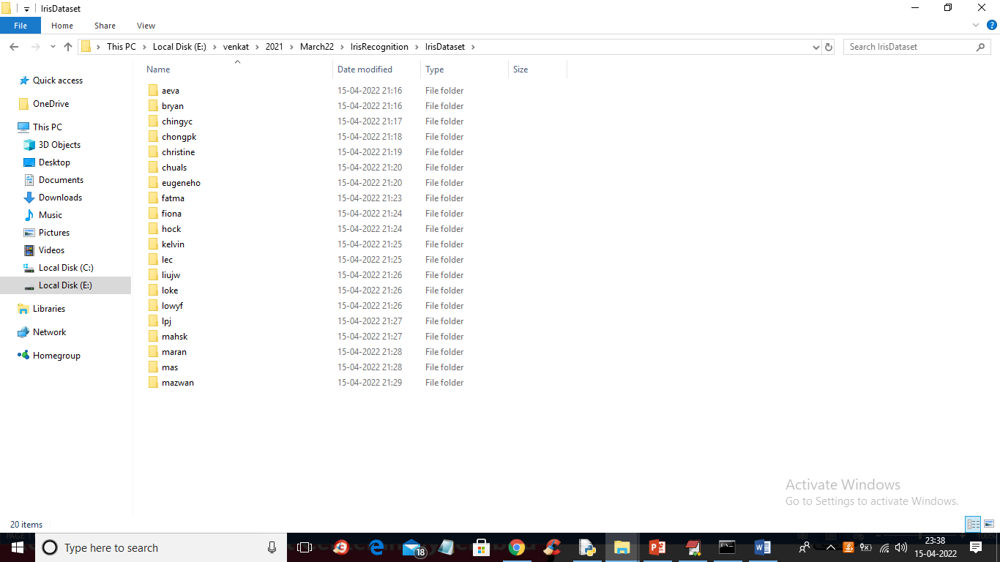 IrisDataset
File Home Share View
This PC Local Disk (E:) venkat 2021 March22 IrisRecognition IrisDataset
Search IrisDataset
Name Date modified Type Size
Quick access
OneDrive
This PC
3D Objects
Desktop
Documents
Downloads
Music
Pictures
Videos
Local Disk (C:)
Local Disk (E:)
Libraries
Network
Homegroup
aeva 15-04-2022 21:16 File folder
bryan 15-04-2022 21:16 File folder
chingyc 15-04-2022 21:17 File folder
chongpk 15-04-2022 21:18 File folder
christine 15-04-2022 21:19 File folder
chuals 15-04-2022 21:20 File folder
eugeneho 15-04-2022 21:20 File folder
fatma 15-04-2022 21:23 File folder
fiona 15-04-2022 21:24 File folder
hock 15-04-2022 21:24 File folder
kelvin 15-04-2022 21:25 File folder
lec 15-04-2022 21:25 File folder
liujw 15-04-2022 21:26 File folder
loke 15-04-2022 21:26 File folder
lowyf 15-04-2022 21:26 File folder
lpj 15-04-2022 21:27 File folder
mahsk 15-04-2022 21:27 File folder
maran 15-04-2022 21:28 File folder
mas 15-04-2022 21:28 File folder
mazwan 15-04-2022 21:29 File folder
Activate Windows
Go to Settings to activate Windows.
20 items
Type here to search
18
23:38
15-04-2022